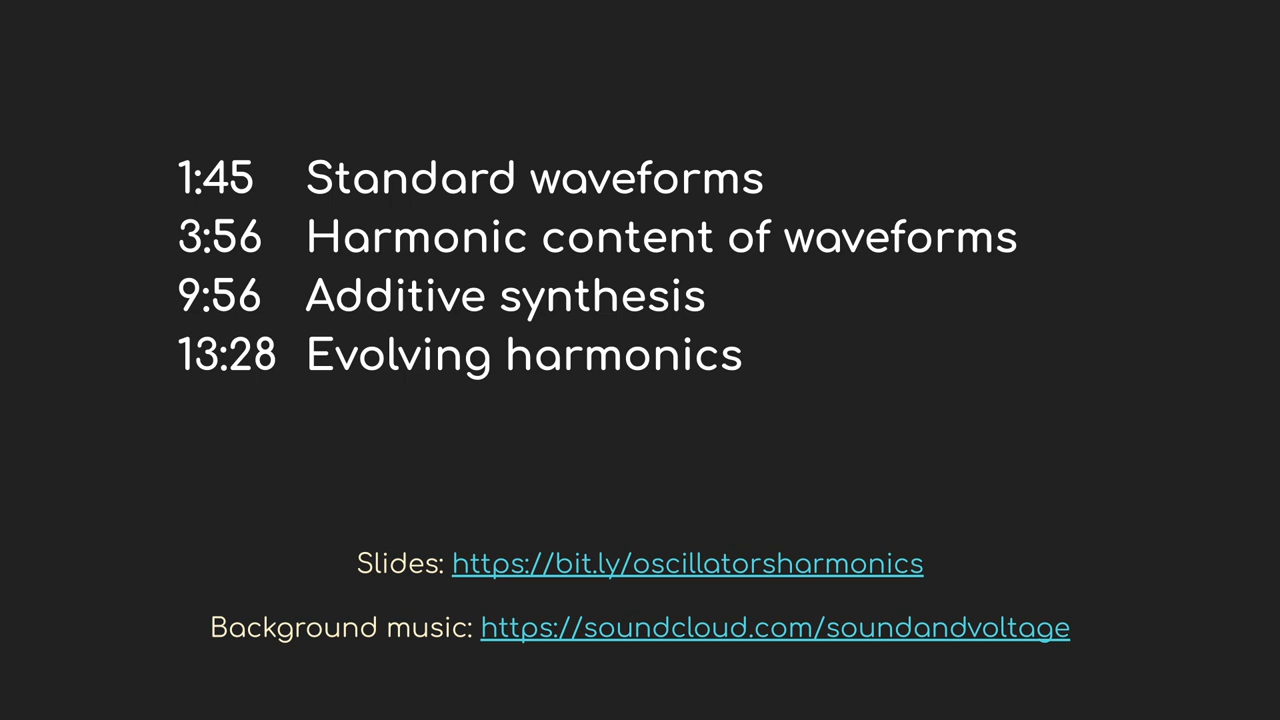 1:45 Standard waveforms
3:56 Harmonic content of waveforms
9:56 Additive synthesis
13:28 Evolving harmonics
Slides: https://bit.ly/oscillatorsharmonics
Background music: https://soundcloud.com/soundandvoltage